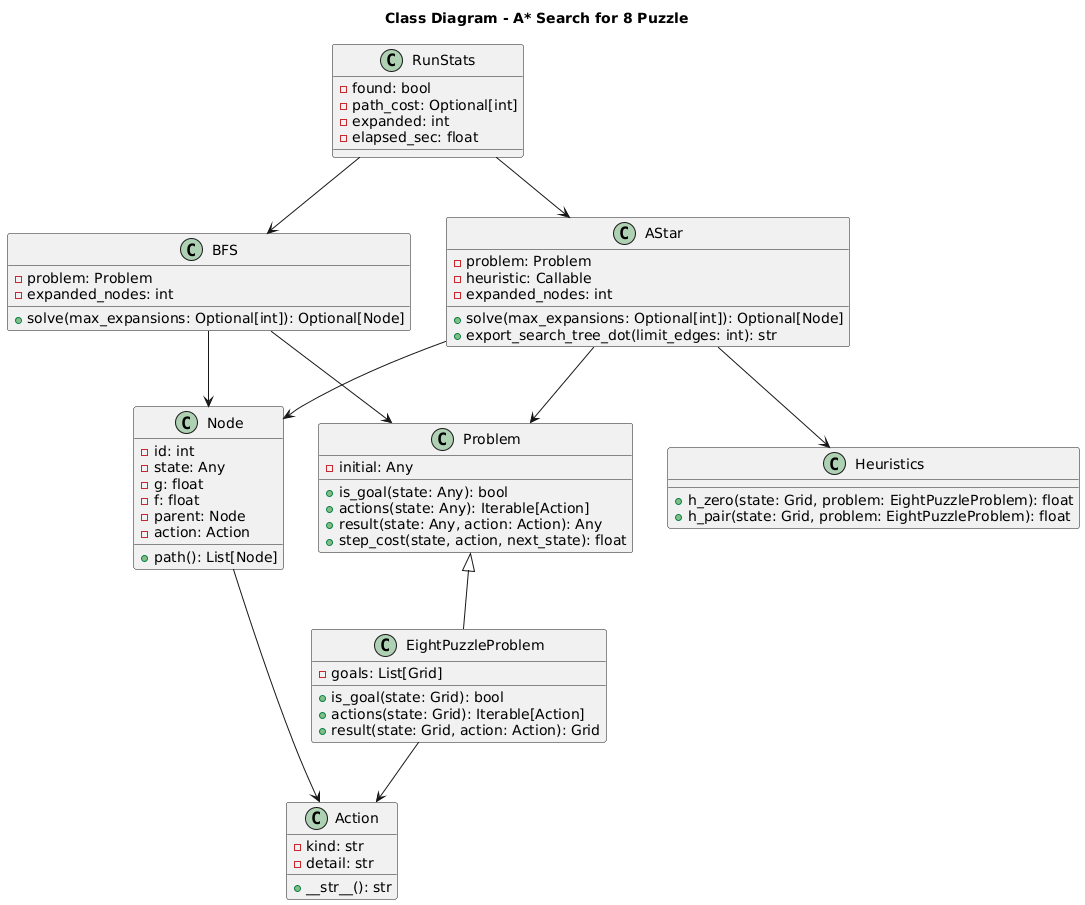 Class Diagram - A* Search for 8 Puzzle
C RunStats
found: bool
path_cost: Optional[int]
expanded: int
elapsed_sec: float
C BFS
problem: Problem
expanded_nodes: int
solve(max_expansions: Optional[int]): Optional[Node]
C AStar
problem: Problem
heuristic: Callable
expanded_nodes: int
solve(max_expansions: Optional[int]): Optional[Node]
export_search_tree_dot(limit_edges: int): str
C Node
id: int
state: Any
g: float
f: float
parent: Node
action: Action
path(): List[Node]
C Problem
initial: Any
is_goal(state: Any): bool
actions(state: Any): Iterable[Action]
result(state: Any, action: Action): Any
step_cost(state, action, next_state): float
C Heuristics
h_zero(state: Grid, problem: EightPuzzleProblem): float
h_pair(state: Grid, problem: EightPuzzleProblem): float
C EightPuzzleProblem
goals: List[Grid]
is_goal(state: Grid): bool
actions(state: Grid): Iterable[Action]
result(state: Grid, action: Action): Grid
C Action
kind: str
detail: str
__str__(): str